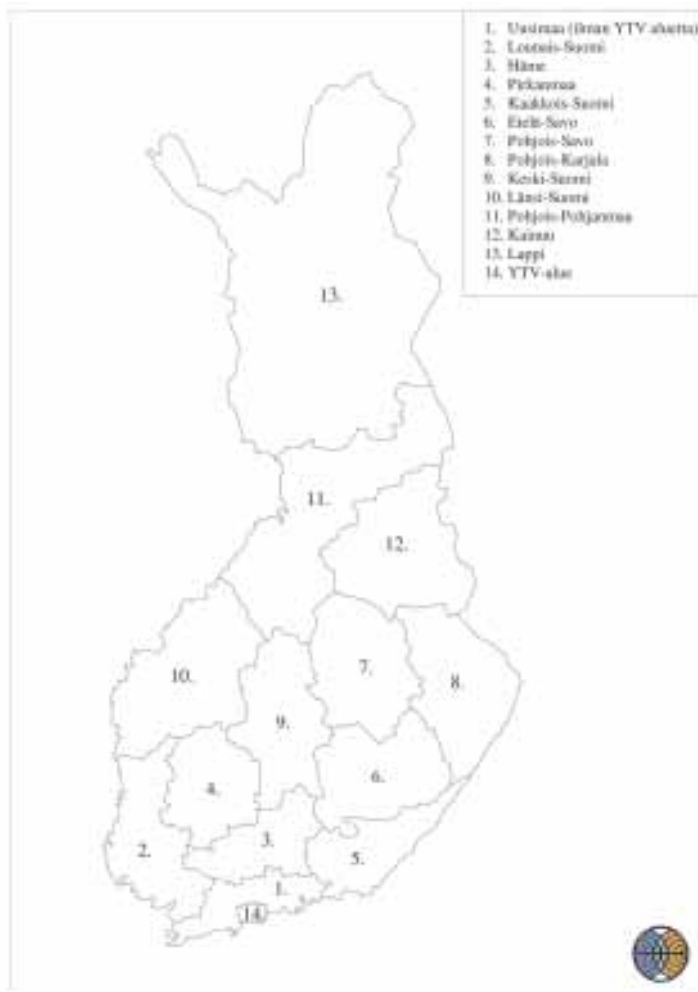 1. Uusimaa (ilman YTV-aluetta)
2. Lounais-Suomi
3. Häme
4. Pirkanmaa
5. Kaakkois-Suomi
6. Etelä-Savo
7. Pohjois-Savo
8. Pohjois-Karjala
9. Keski-Suomi
10. Länsi-Suomi
11. Pohjois-Pohjanmaa
12. Kainuu
13. Lappi
14. YTV-alue
13.
11.
12.
10.
7.
8.
9.
6.
4.
3.
2.
5.
1.
14.